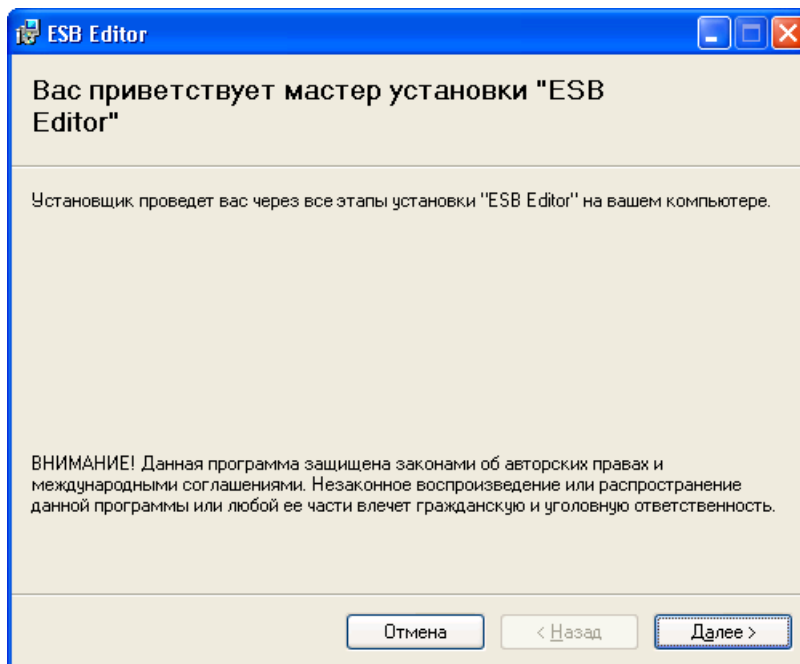 ESB Editor
Вас приветствует мастер установки "ESB
Editor"
Установщик проведет вас через все этапы установки "ESB Editor" на вашем компьютере.
ВНИМАНИЕ! Данная программа защищена законами об авторских правах и
международными соглашениями. Незаконное воспроизведение или распространение
данной программы или любой ее части влечет гражданскую и уголовную ответственность.
Отмена < Назад Далее >